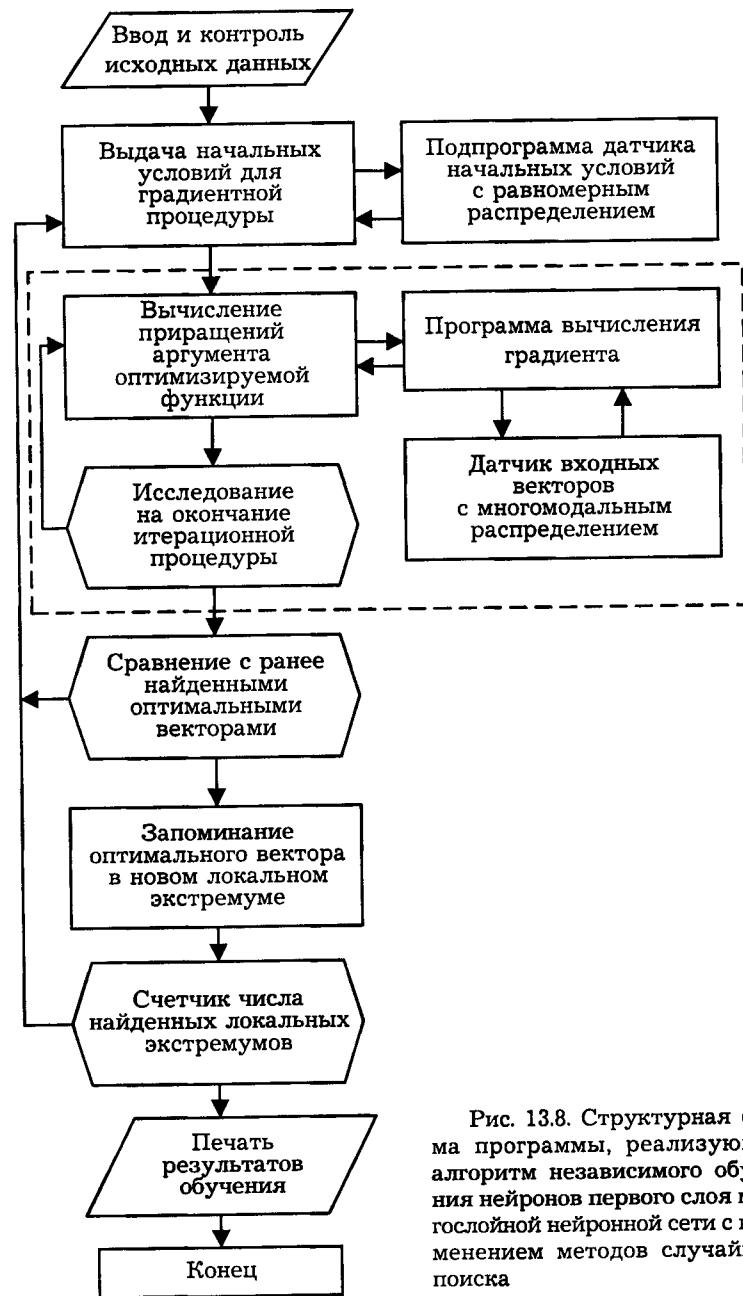 Ввод и контроль
исходных данных
Выдача начальных
условий для
градиентной
процедуры
Подпрограмма датчика
начальных условий
с равномерным
распределением
Вычисление
приращений
аргумента
оптимизируемой
функции
Программа вычисления
градиента
Датчик входных
векторов
с многомодальным
распределением
Исследование
на окончание
итерационной
процедуры
Сравнение с ранее
найденными
оптимальными
векторами
Запоминание
оптимального вектора
в новом локальном
экстремуме
Счетчик числа
найденных локальных
экстремумов
Печать
результатов
обучения
Конец
Рис. 13.8. Структурная
ма программы, реализую
алгоритм независимого обу
ния нейронов первого слоя
гослойной нейронной сети с
менением методов случай
поиска